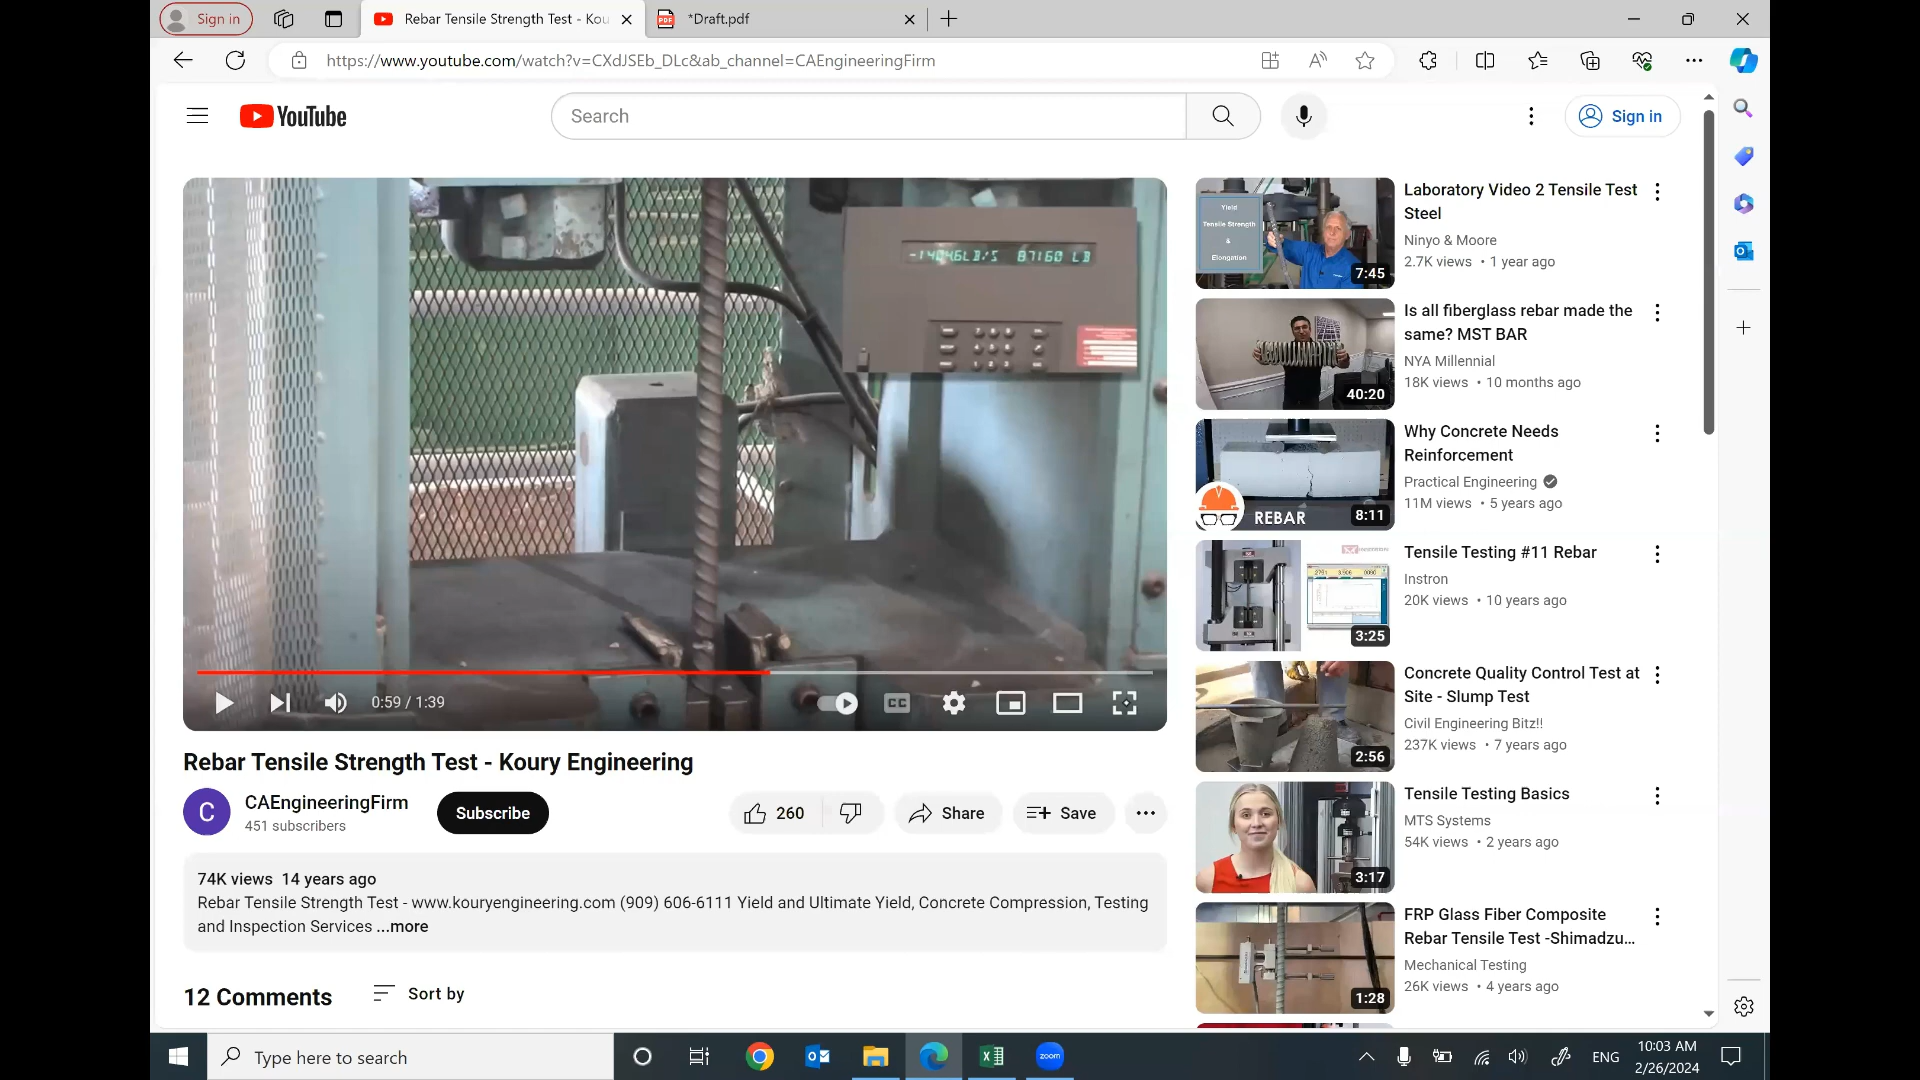 Sign in
Rebar Tensile Strength Test - Kou
*Draft.pdf
https://www.youtube.com/watch?v=CXdJSEb_DLc&ab_channel=CAEngineeringFirm
YouTube
Search
Sign in
87160 LB
0:59 / 1:39
CC
Rebar Tensile Strength Test - Koury Engineering
C
CAEngineeringFirm
451 subscribers
Subscribe
260
Share
Save
74K views 14 years ago
Rebar Tensile Strength Test - www.kouryengineering.com (909) 606-6111 Yield and Ultimate Yield, Concrete Compression, Testing
and Inspection Services ...more
12 Comments
Sort by
Yield
Tensile Strength
&
Elongation
7:45
Laboratory Video 2 Tensile Test
Steel
Ninyo & Moore
2.7K views • 1 year ago
40:20
Is all fiberglass rebar made the
same? MST BAR
NYA Millennial
18K views • 10 months ago
REBAR
8:11
Why Concrete Needs
Reinforcement
Practical Engineering
11M views • 5 years ago
3:25
Tensile Testing #11 Rebar
Instron
20K views • 10 years ago
2:56
Concrete Quality Control Test at
Site - Slump Test
Civil Engineering Bitz!!
237K views • 7 years ago
3:17
Tensile Testing Basics
MTS Systems
54K views • 2 years ago
1:28
FRP Glass Fiber Composite
Rebar Tensile Test -Shimadzu...
Mechanical Testing
26K views • 4 years ago
Type here to search
zoom
ENG
10:03 AM
2/26/2024